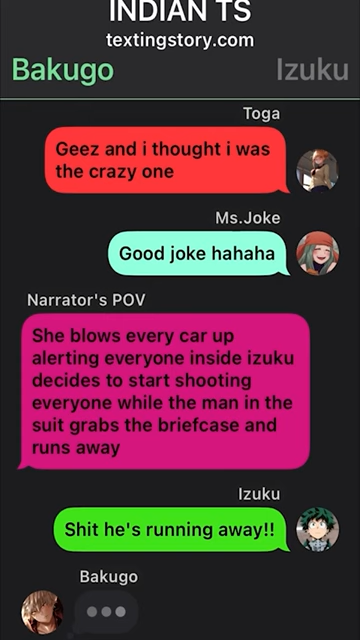 INDIAN TS
textingstory.com
Bakugo
Izuku
Toga
Geez and i thought i was
the crazy one
Ms.Joke
Good joke hahaha
Narrator's POV
She blows every car up
alerting everyone inside izuku
decides to start shooting
everyone while the man in the
suit grabs the briefcase and
runs away
Izuku
Shit he's running away!!
Bakugo